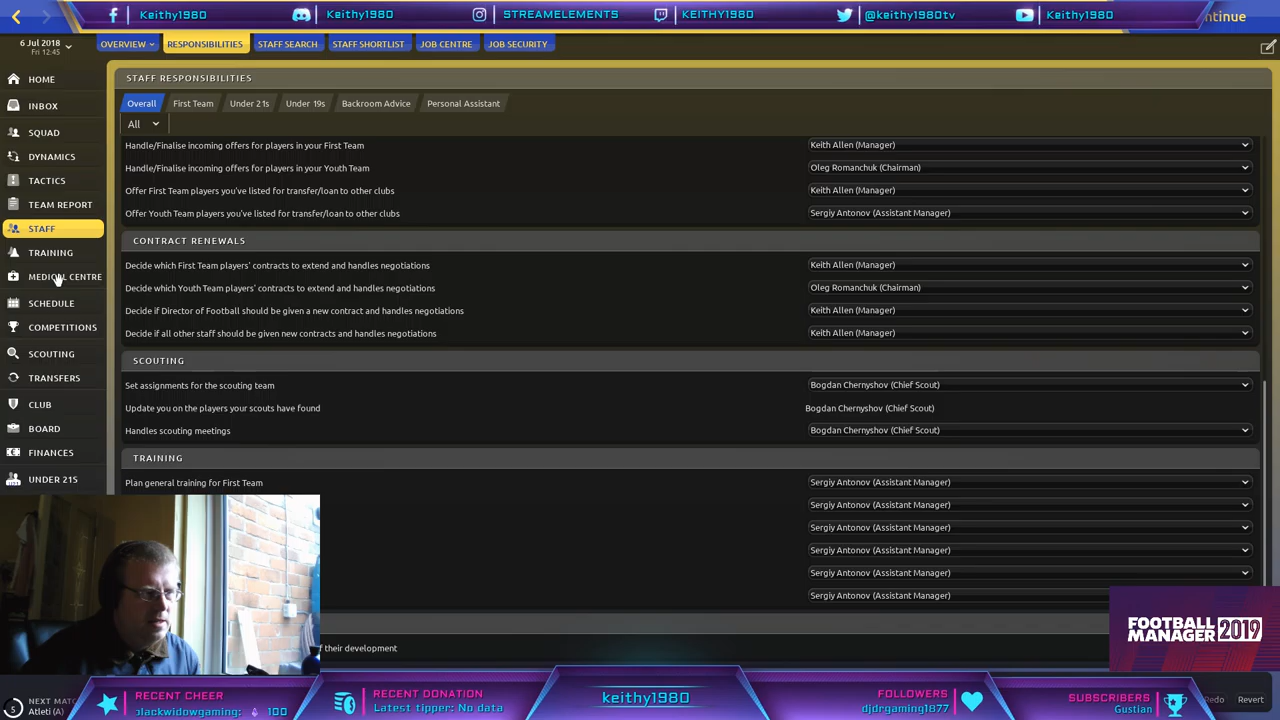 Keithy1980 Keithy1980 STREAMELEMENTS KEITHY1980 @keithy1980tv Keithy1980 ntinue
6 Jul 2018
Fri 12:45
OVERVIEW RESPONSIBILITIES STAFF SEARCH STAFF SHORTLIST JOB CENTRE JOB SECURITY
HOME
INBOX
SQUAD
DYNAMICS
TACTICS
TEAM REPORT
STAFF
TRAINING
MEDICAL CENTRE
SCHEDULE
COMPETITIONS
SCOUTING
TRANSFERS
CLUB
BOARD
FINANCES
UNDER 21S
STAFF RESPONSIBILITIES
Overall First Team Under 21s Under 19s Backroom Advice Personal Assistant
All
Handle/Finalise incoming offers for players in your First Team Keith Allen (Manager)
Handle/Finalise incoming offers for players in your Youth Team Oleg Romanchuk (Chairman)
Offer First Team players you've listed for transfer/loan to other clubs Keith Allen (Manager)
Offer Youth Team players you've listed for transfer/loan to other clubs Sergiy Antonov (Assistant Manager)
CONTRACT RENEWALS
Decide which First Team players' contracts to extend and handles negotiations Keith Allen (Manager)
Decide which Youth Team players' contracts to extend and handles negotiations Oleg Romanchuk (Chairman)
Decide if Director of Football should be given a new contract and handles negotiations Keith Allen (Manager)
Decide if all other staff should be given new contracts and handles negotiations Keith Allen (Manager)
SCOUTING
Set assignments for the scouting team Bogdan Chernyshov (Chief Scout)
Update you on the players your scouts have found Bogdan Chernyshov (Chief Scout)
Handles scouting meetings Bogdan Chernyshov (Chief Scout)
TRAINING
Plan general training for First Team Sergiy Antonov (Assistant Manager)
Sergiy Antonov (Assistant Manager)
Sergiy Antonov (Assistant Manager)
Sergiy Antonov (Assistant Manager)
Sergiy Antonov (Assistant Manager)
Sergiy Antonov (Assistant Manager)
f their development
FOOTBALL
MANAGER 2019
5 NEXT MATC
Atleti (A)
RECENT CHEER
blackwidowgaming: 100
RECENT DONATION
Latest tipper: No data
keithy1980
FOLLOWERS
djdrgaming1877
SUBSCRIBERS
Gustian
Redo Revert